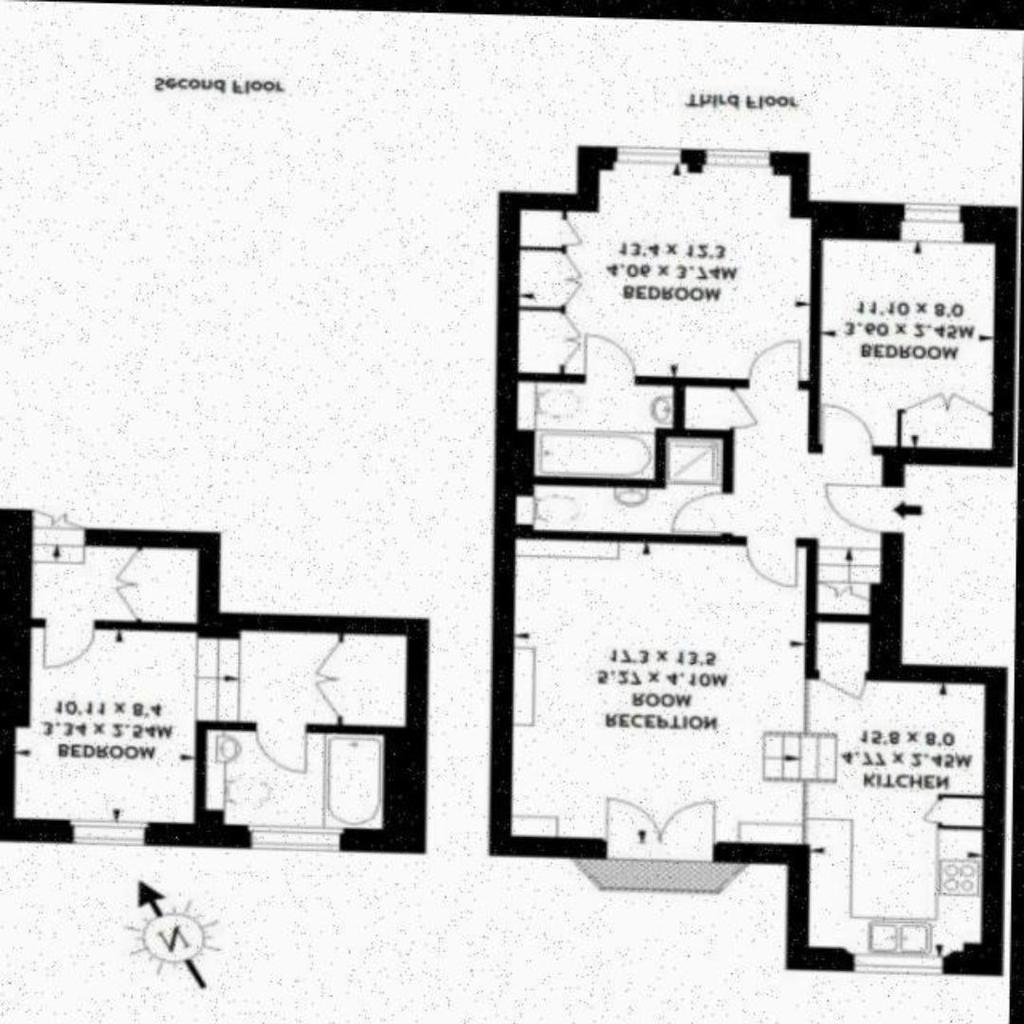 Second Floor
Third Floor
BEDROOM
4.06 x 3.74M
13'4 x 12'3
BEDROOM
3.60 x 2.45M
11'10 x 8'0
RECEPTION
ROOM
5.27 x 4.10M
17'3 x 13'5
KITCHEN
4.77 x 2.45M
15'8 x 8'0
BEDROOM
3.34 x 2.54M
10'11 x 8'4
N